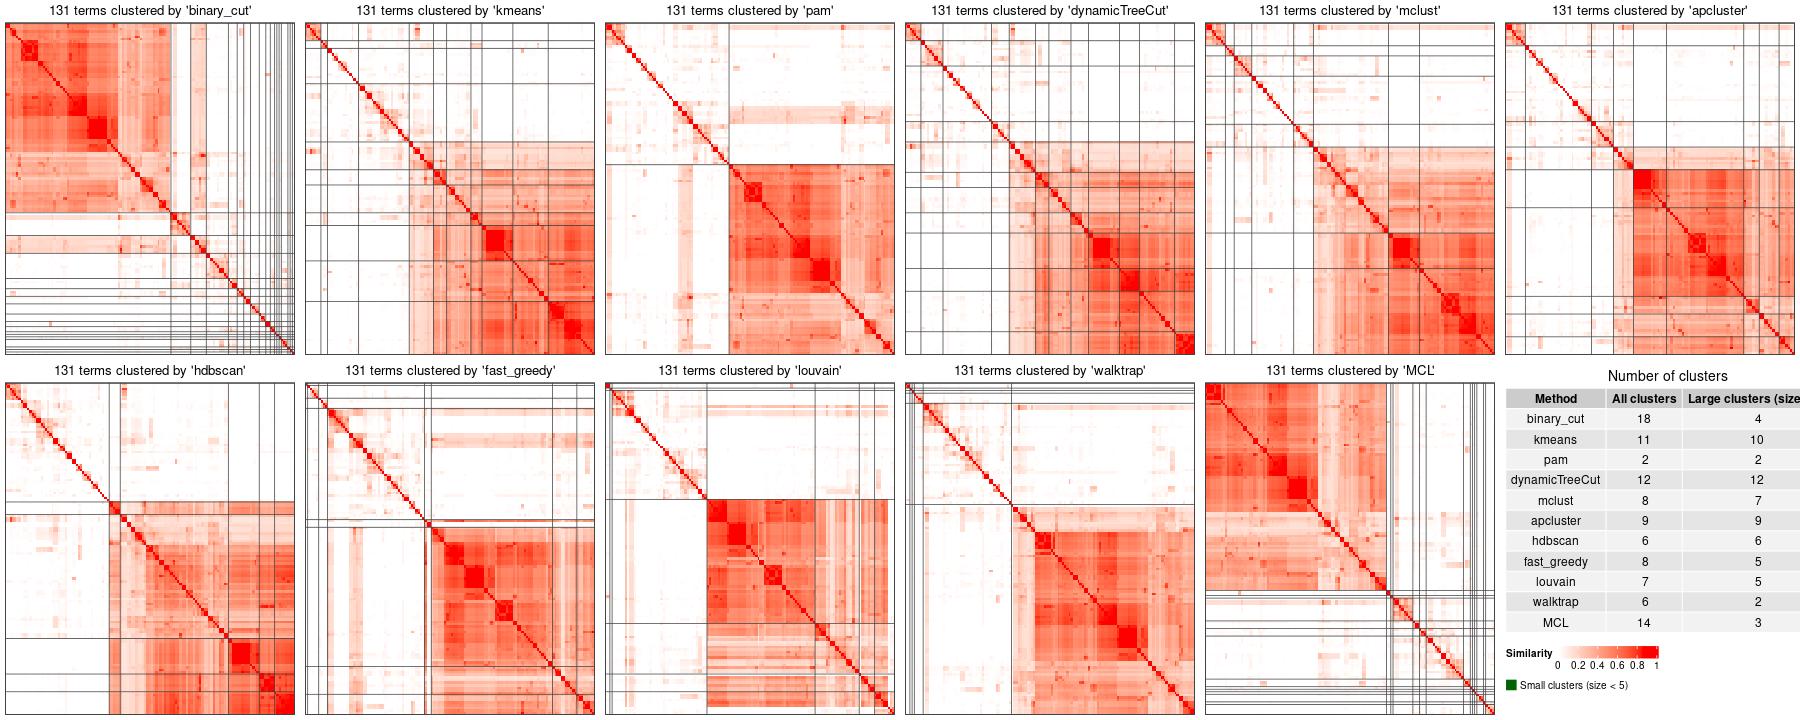 131 terms clustered by 'binary_cut'
131 terms clustered by 'kmeans'
131 terms clustered by 'pam'
131 terms clustered by 'dynamicTreeCut'
131 terms clustered by 'mclust'
131 terms clustered by 'apcluster'
131 terms clustered by 'hdbscan'
131 terms clustered by 'fast_greedy'
131 terms clustered by 'louvain'
131 terms clustered by 'walktrap'
131 terms clustered by 'MCL'
Number of clusters
Method All clusters Large clusters (size
binary_cut 18 4
kmeans 11 10
pam 2 2
dynamicTreeCut 12 12
mclust 8 7
apcluster 9 9
hdbscan 6 6
fast_greedy 8 5
louvain 7 5
walktrap 6 2
MCL 14 3
Similarity
0 0.2 0.4 0.6 0.8 1
Small clusters (size < 5)